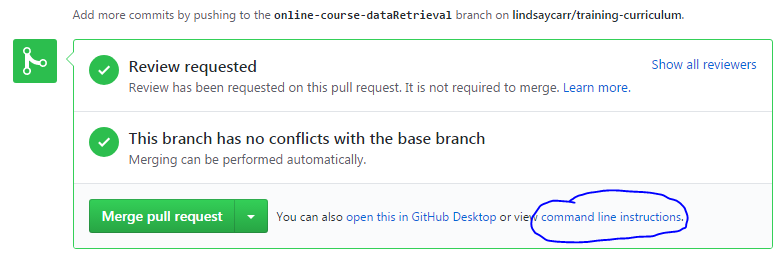 Add more commits by pushing to the online-course-dataRetrieval branch on lindsaycarr/training-curriculum.
Review requested
Show all reviewers
Review has been requested on this pull request. It is not required to merge. Learn more.
This branch has no conflicts with the base branch
Merging can be performed automatically.
Merge pull request
You can also open this in GitHub Desktop or view command line instructions.